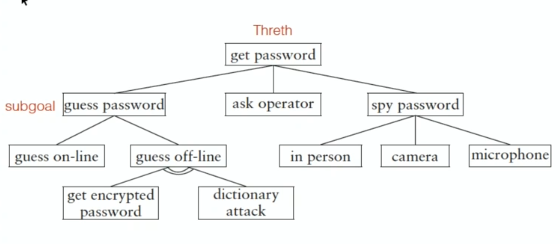 Threth
get password
subgoal
guess password
ask operator
spy password
guess on-line
guess off-line
in person
camera
microphone
get encrypted
password
dictionary
attack